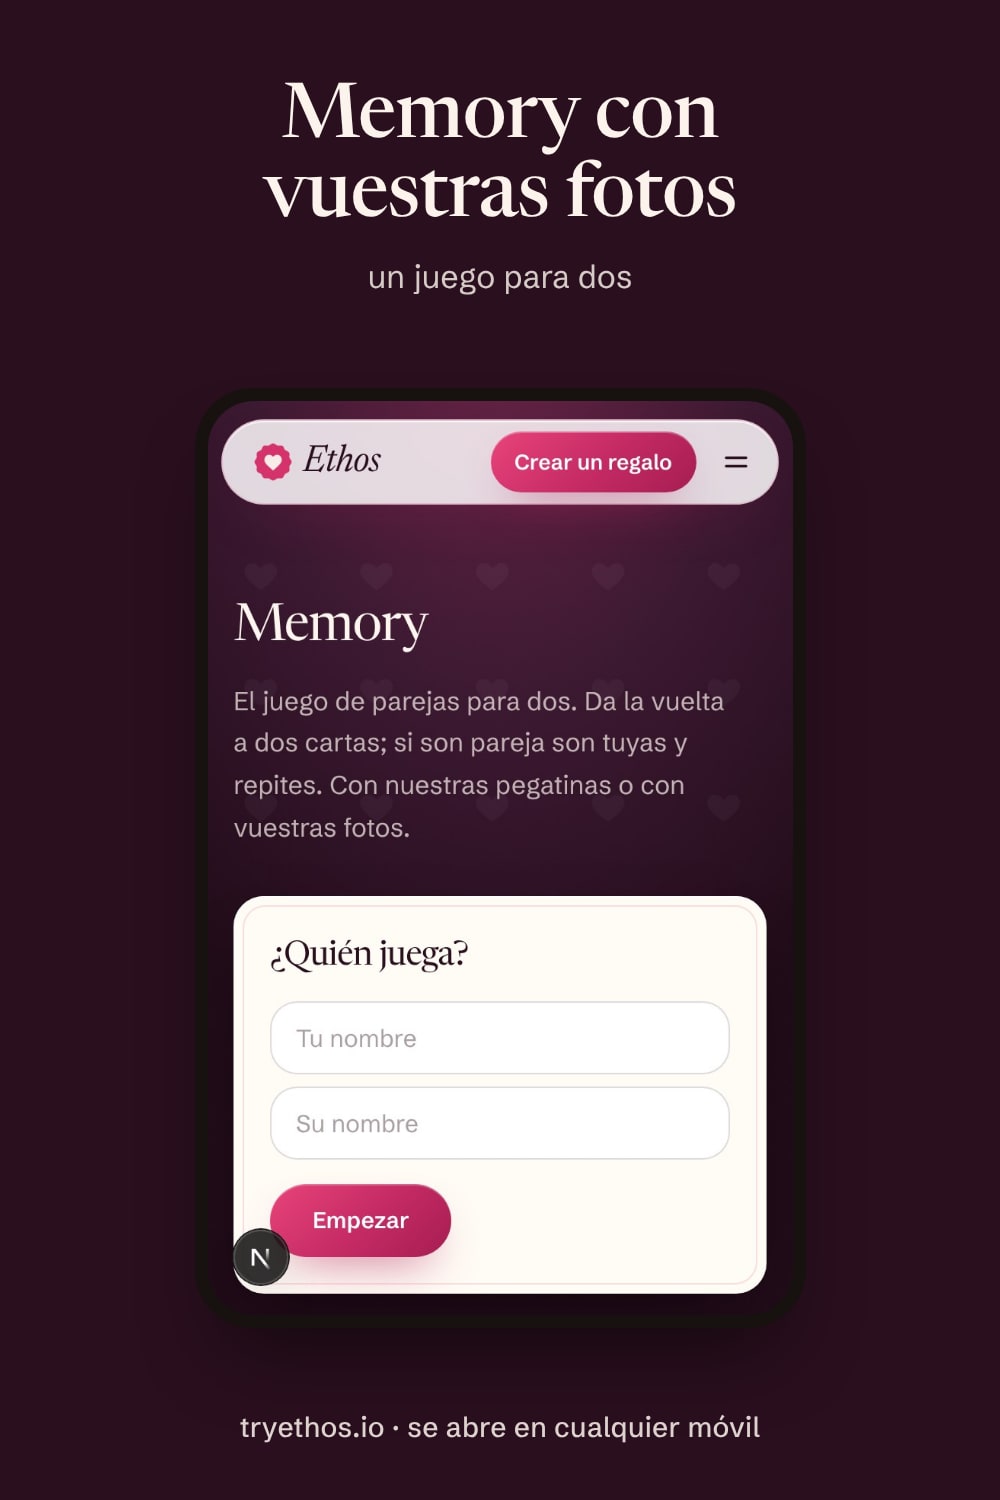 Memory con
vuestras fotos
un juego para dos
Ethos
Crear un regalo
Memory
El juego de parejas para dos. Da la vuelta
a dos cartas; si son pareja son tuyas y
repites. Con nuestras pegatinas o con
vuestras fotos.
¿Quién juega?
Tu nombre
Su nombre
Empezar
N
tryethos.io · se abre en cualquier móvil